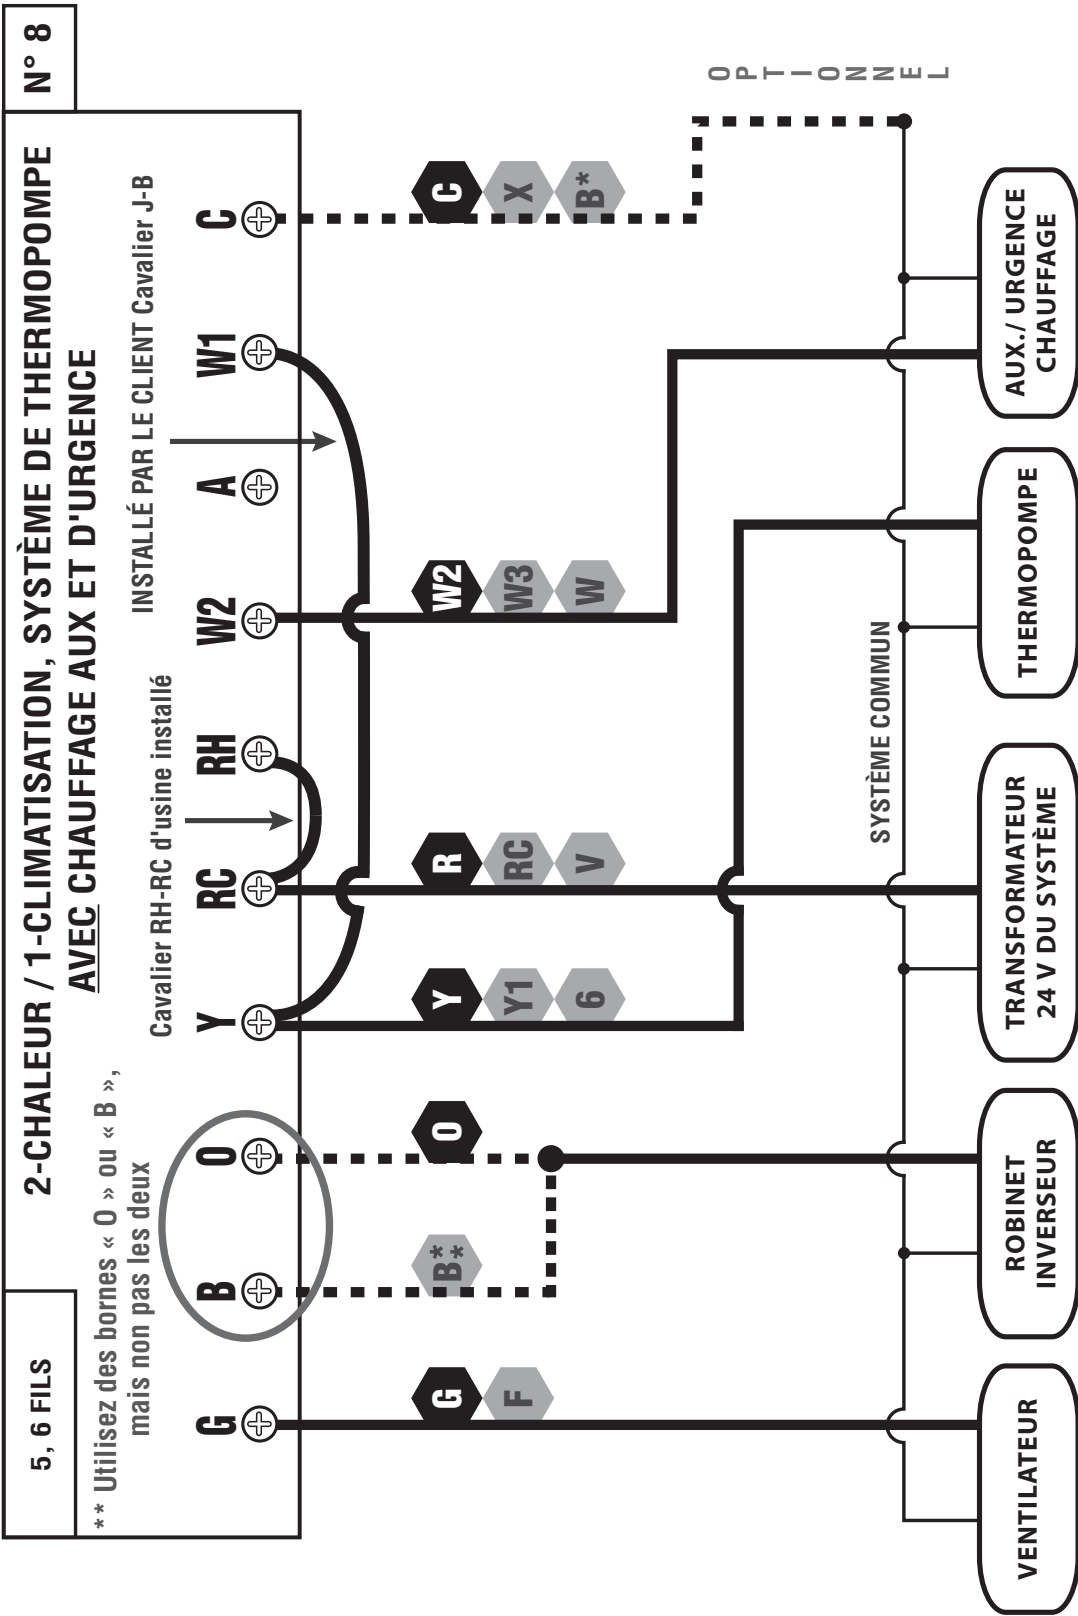 5, 6 FILS
2-CHALEUR / 1-CLIMATISATION, SYSTÈME DE THERMOPOMPE
AVEC CHAUFFAGE AUX ET D'URGENCE
N° 8
** Utilisez des bornes « O » ou « B »,
mais non pas les deux
Cavalier RH-RC d'usine installé
INSTALLÉ PAR LE CLIENT Cavalier J-B
G B O Y RC RH W2 A W1 C
G
F
B*
*
O
Y
Y1
6
R
RC
V
W2
W3
W
C
X
B*
OPTIONNEL
SYSTÈME COMMUN
VENTILATEUR
ROBINET
INVERSEUR
TRANSFORMATEUR
24 V DU SYSTÈME
THERMOPOMPE
AUX./ URGENCE
CHAUFFAGE